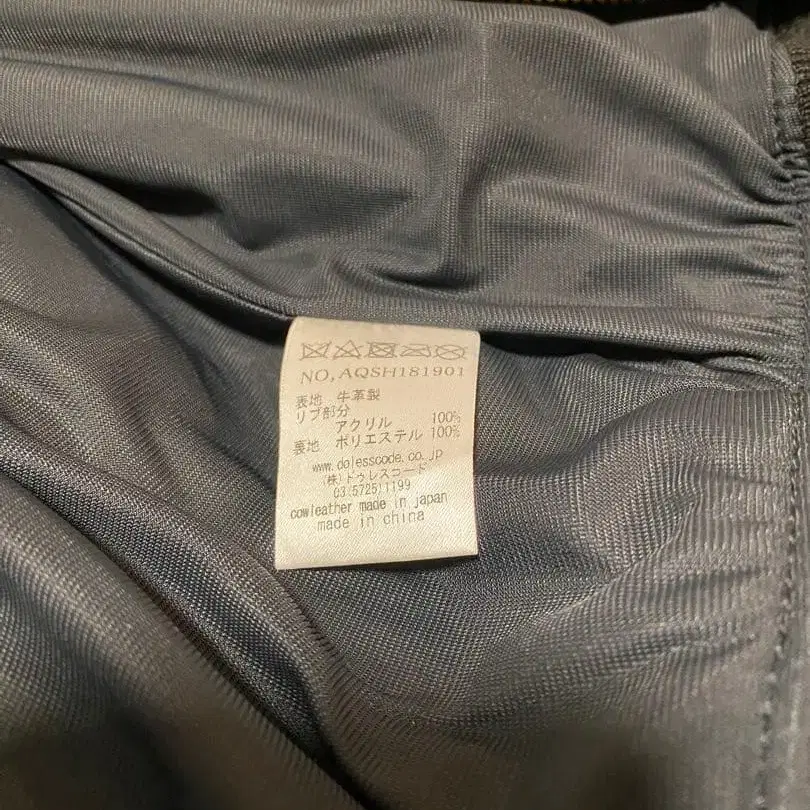 NO,AQSH181901
表地 牛革製
リブ部分
アクリル 100%
裏地 ポリエステル 100%
www.dolesscode.co.jp
(株)ドゥレスコード
03(5725)1199
cowleather made in japan
made in china